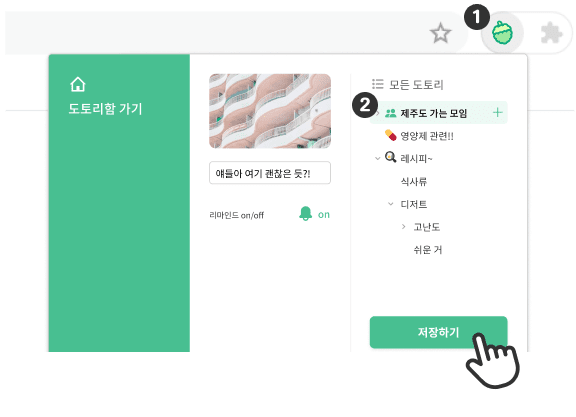 1
도토리함 가기
모든 도토리
2
제주도 가는 모임
영양제 관련!!
얘들아 여기 괜찮은 듯?!
레시피~
식사류
리마인드 on/off
on
디저트
고난도
쉬운 거
저장하기